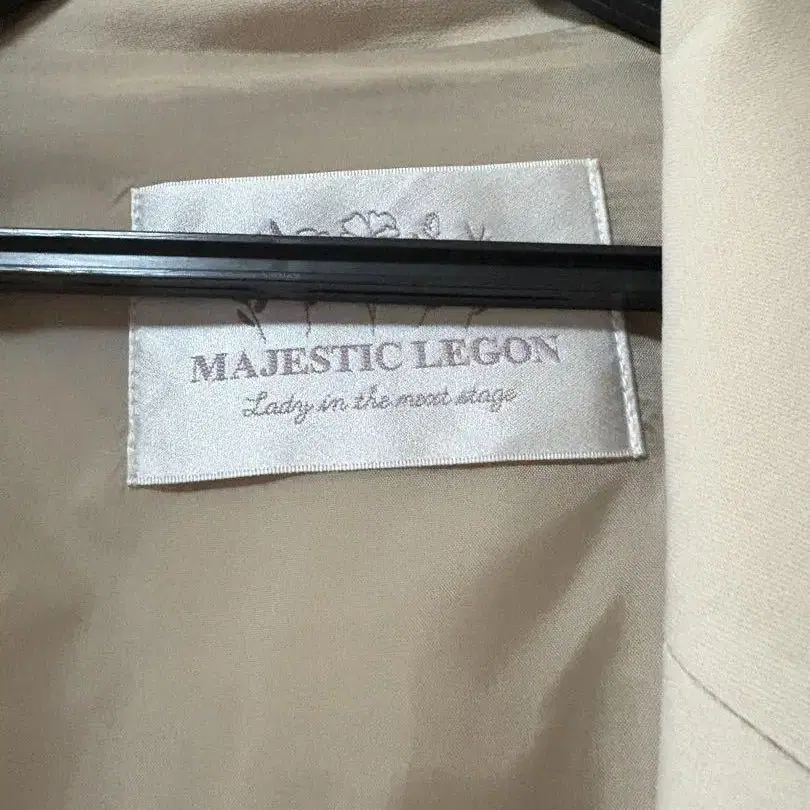 MAJESTIC LEGON
Lady in the next stage